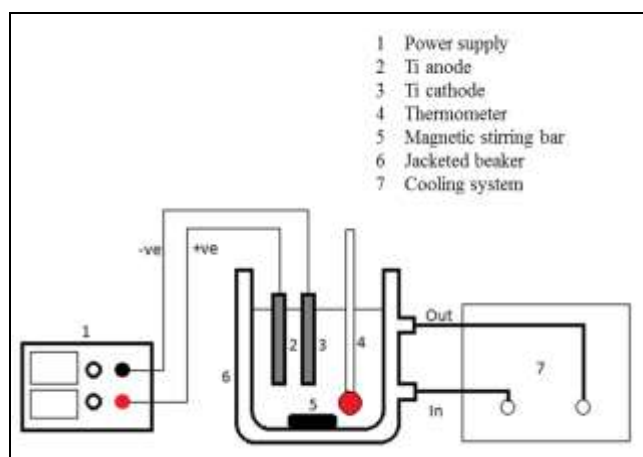 1 Power supply
2 Ti anode
3 Ti cathode
4 Thermometer
5 Magnetic stirring bar
6 Jacketed beaker
7 Cooling system
-ve
+ve
Out
1
2
3
4
7
6
5
In